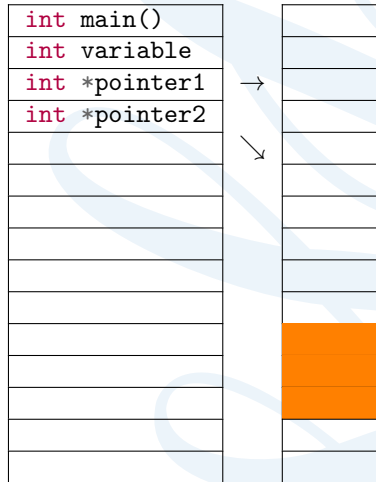 int main()
int variable
int *pointer1 →
int *pointer2
↘